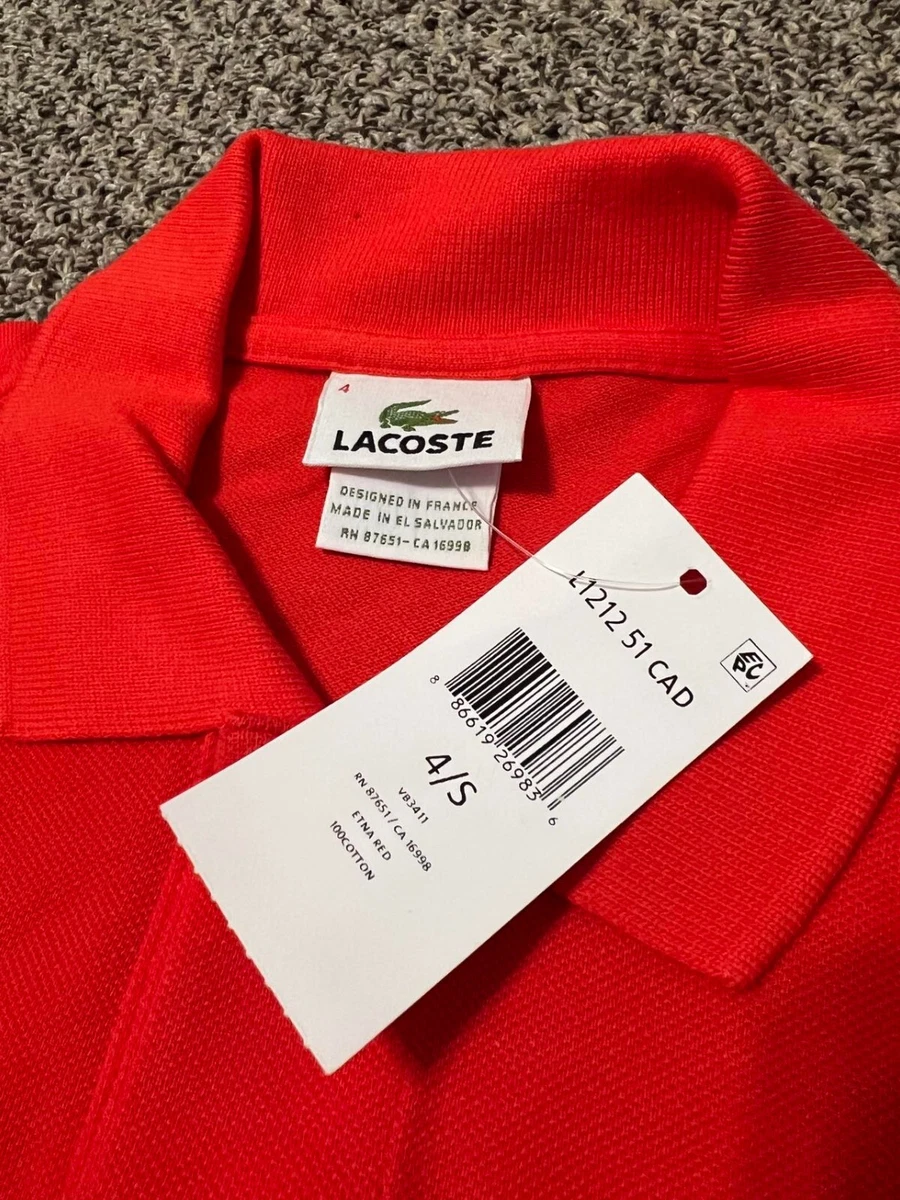 4
LACOSTE
DESIGNED IN FRANCE
MADE IN EL SALVADOR
RN 87651-CA 16998
L1212 51 CAD
8 86619 26983 6
4/S
VB3411
RN 87651 / CA 16998
ETNA RED
100COTTON